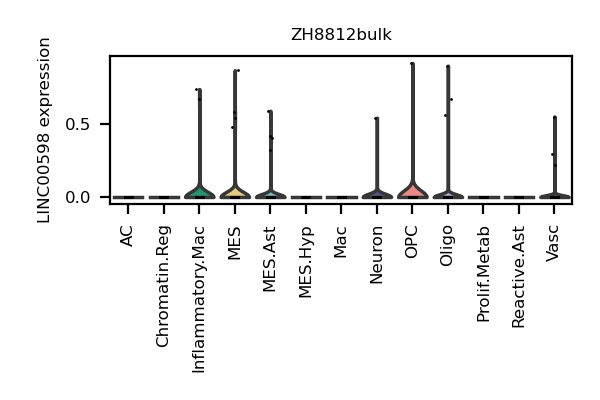 ZH8812bulk
LINC00598 expression
0.5
0.0
AC
Chromatin.Reg
Inflammatory.Mac
MES
MES.Ast
MES.Hyp
Mac
Neuron
OPC
Oligo
Prolif.Metab
Reactive.Ast
Vasc